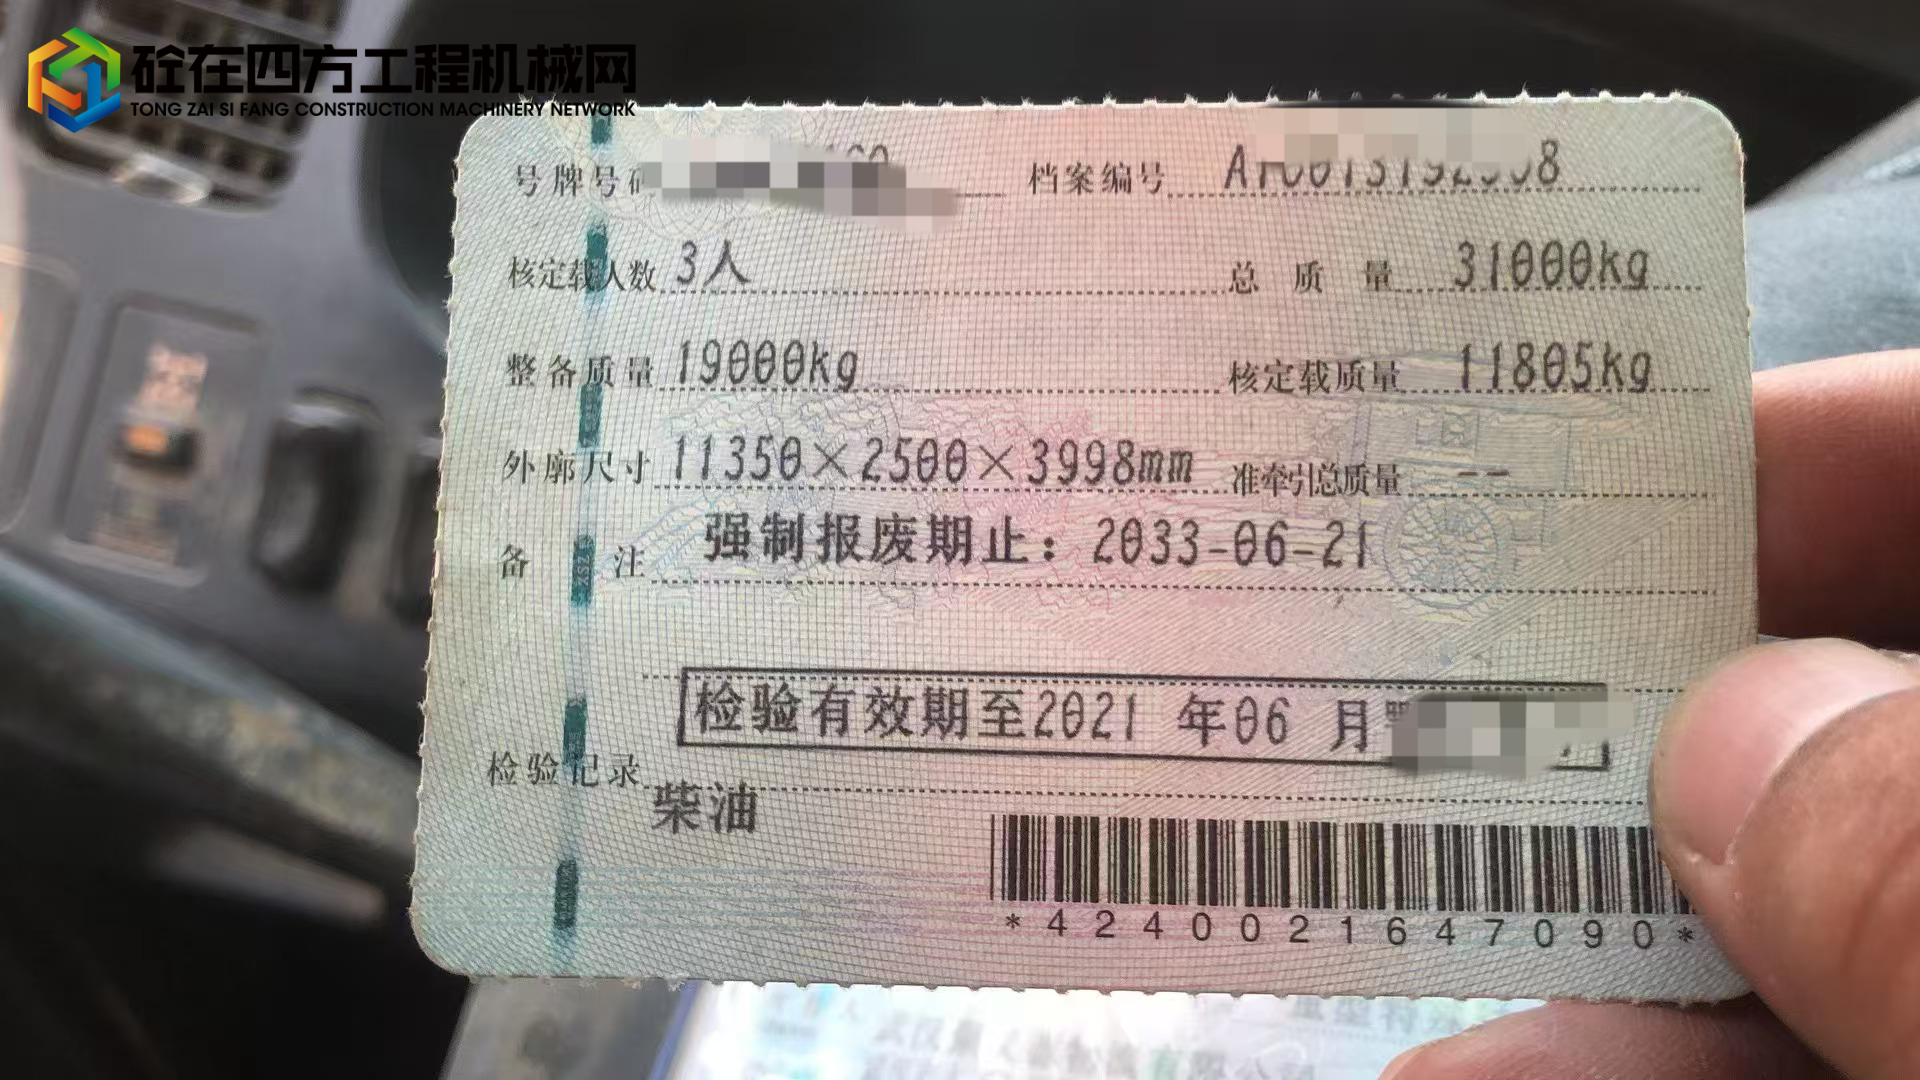 砼在四方工程机械网
TONG ZAI SI FANG CONSTRUCTION MACHINERY NETWORK
号牌号码 档案编号
核定载人数 3人 总质量 31000kg
整备质量 19000kg 核定载质量 11805kg
外廓尺寸 11350×2500×3998mm 准牵引总质量 --
备注 强制报废期止：2033-06-21
检验有效期至2021 年06 月
检验记录
柴油
*4240021647090*